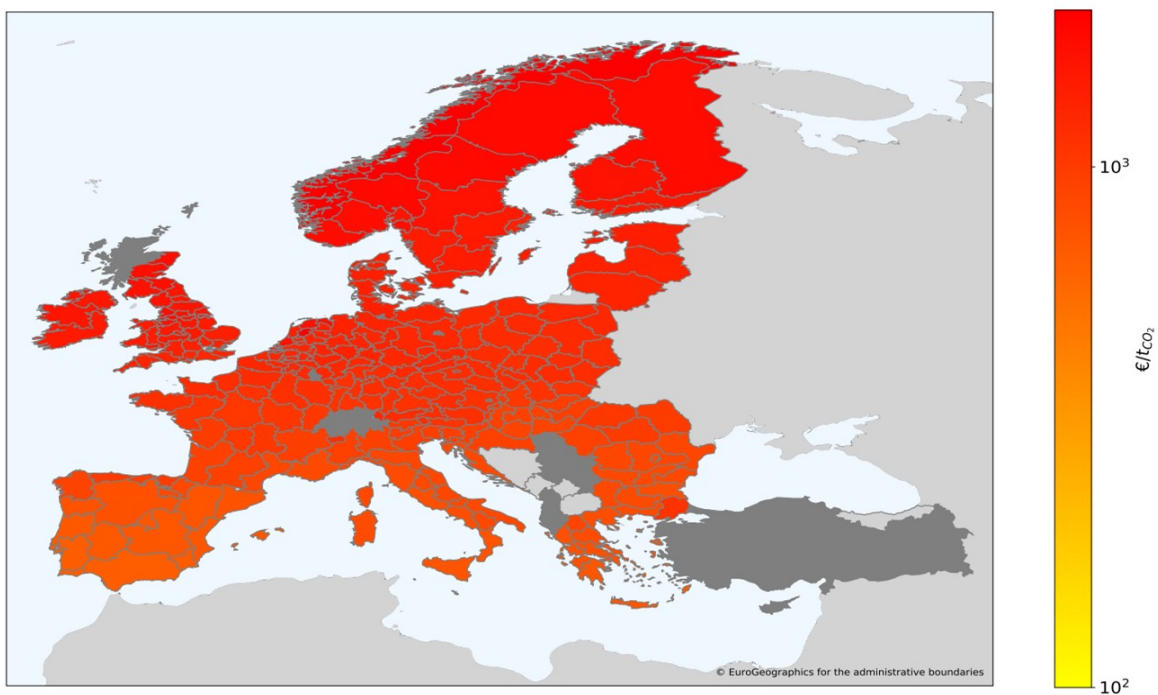 10³
€/t_CO₂
10²
© EuroGeographics for the administrative boundaries